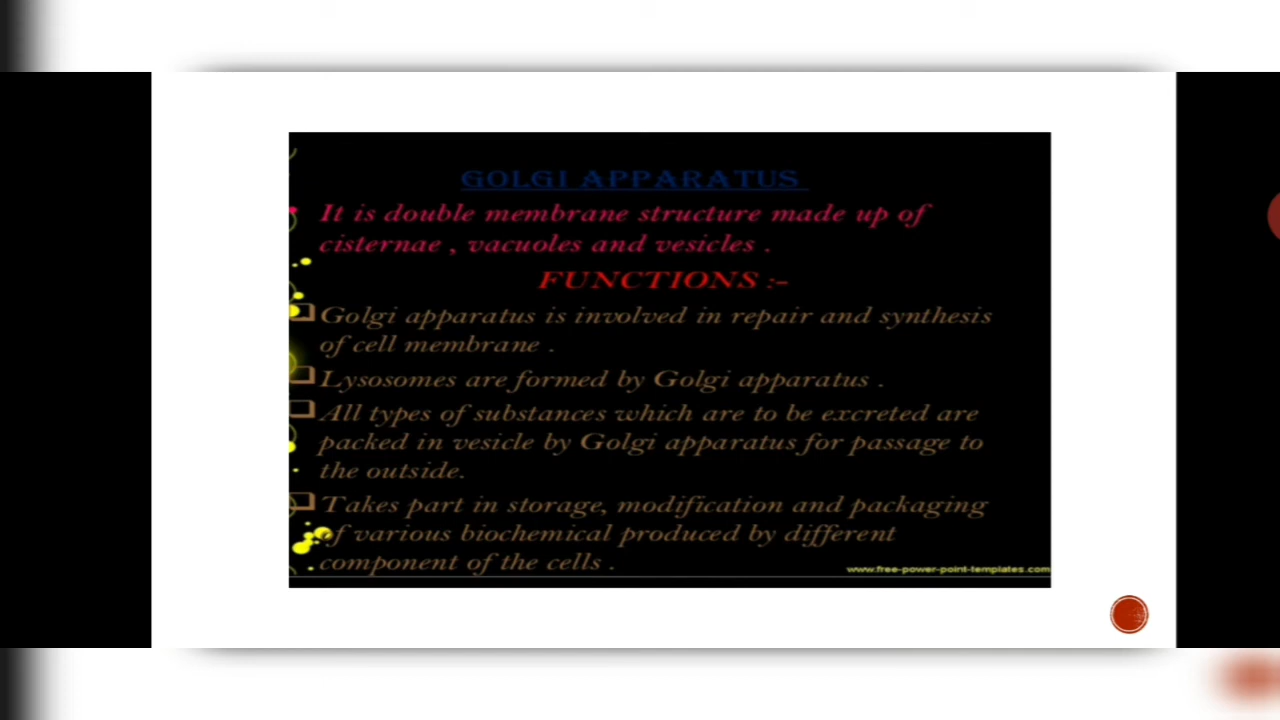 GOLGI APPARATUS
It is double membrane structure made up of
cisternae , vacuoles and vesicles .
FUNCTIONS :-
Golgi apparatus is involved in repair and synthesis
of cell membrane .
Lysosomes are formed by Golgi apparatus .
All types of substances which are to be excreted are
packed in vesicle by Golgi apparatus for passage to
the outside.
Takes part in storage, modification and packaging
of various biochemical produced by different
component of the cells .
www.free-power-point-templates.com